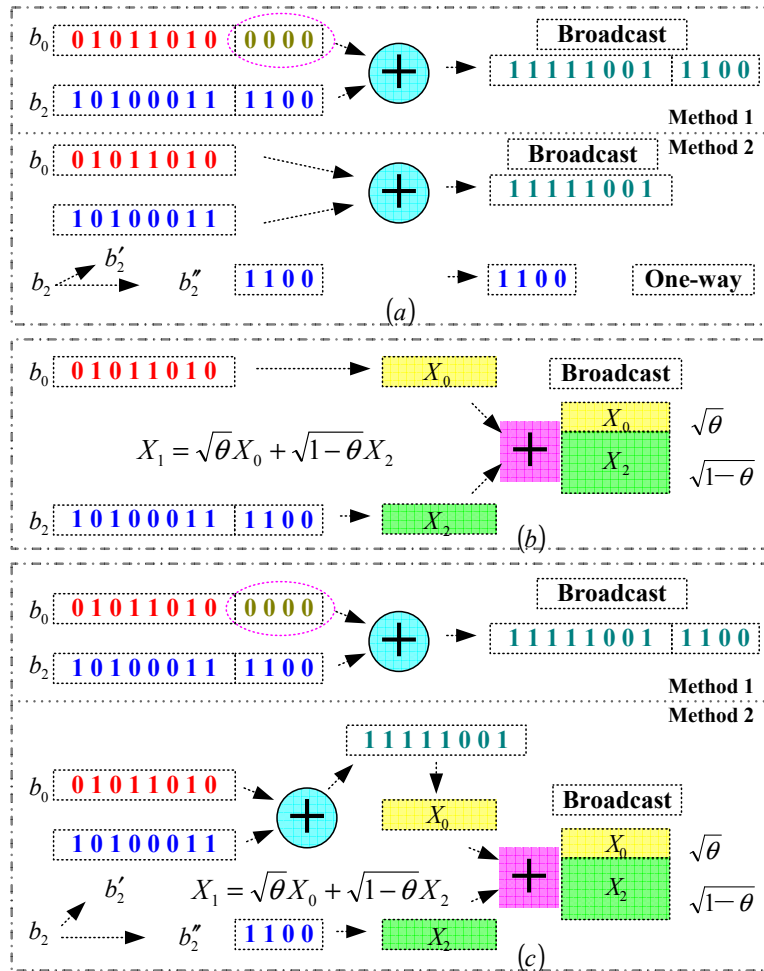 b₀ 0 1 0 1 1 0 1 0 0 0 0 0
Broadcast
1 1 1 1 1 0 0 1 1 1 0 0
b₂ 1 0 1 0 0 0 1 1 1 1 0 0
+
Method 1
Method 2
b₀ 0 1 0 1 1 0 1 0
Broadcast
1 1 1 1 1 0 0 1
+
1 0 1 0 0 0 1 1
b₂ b₂′ b₂″ 1 1 0 0 1 1 0 0 One-way
(a)
b₀ 0 1 0 1 1 0 1 0 X₀
Broadcast
X₀ √θ
X₁ = √θX₀ + √1−θX₂
+
X₂ √1−θ
b₂ 1 0 1 0 0 0 1 1 1 1 0 0 X₂
(b)
b₀ 0 1 0 1 1 0 1 0 0 0 0 0
Broadcast
1 1 1 1 1 0 0 1 1 1 0 0
b₂ 1 0 1 0 0 0 1 1 1 1 0 0
+
Method 1
Method 2
1 1 1 1 1 0 0 1
b₀ 0 1 0 1 1 0 1 0
+
X₀
Broadcast
1 0 1 0 0 0 1 1
X₀ √θ
b₂′ X₁ = √θX₀ + √1−θX₂
+
X₂ √1−θ
b₂ b₂″ 1 1 0 0 X₂
(c)